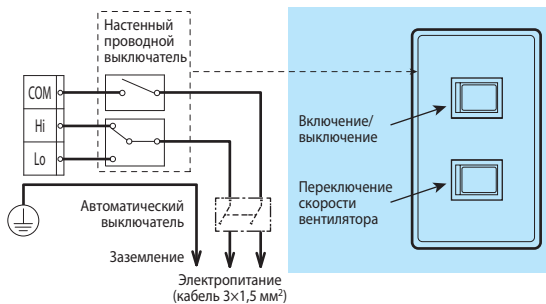 Настенный
проводной
выключатель
COM
Hi
Lo
Автоматический
выключатель
Заземление
Электропитание
(кабель 3×1,5 мм²)
Включение/
выключение
Переключение
скорости
вентилятора